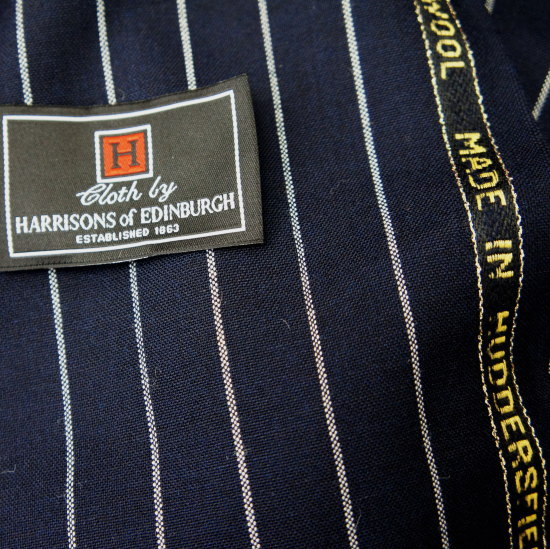 H
Cloth by
HARRISONS of EDINBURGH
ESTABLISHED 1863
WOOL MADE IN HUDDERSFIE